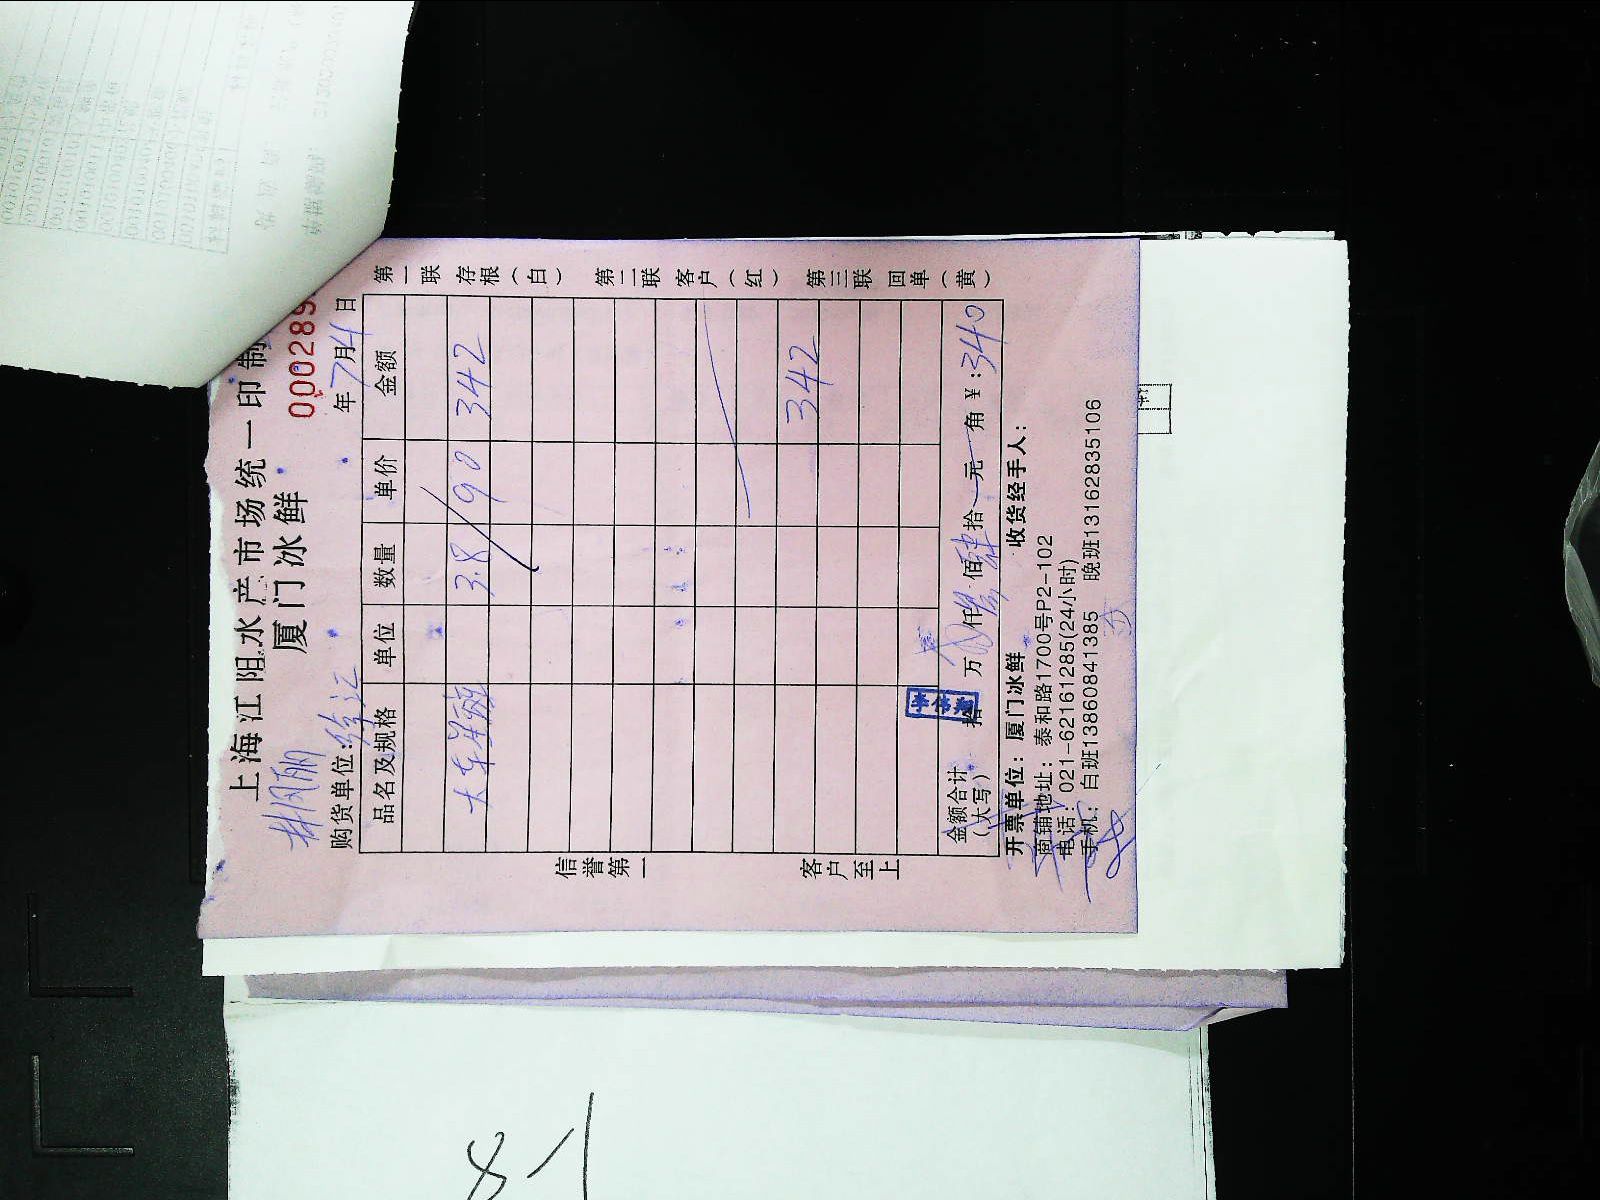 上海江阳水产市场统一印制
厦门冰鲜
000289
购货单位:徐汇
年7月4日
品名及规格 单位 数量 单价 金额
3.8 90 342
342
金额合计
(大写)
拾 万 仟 佰 肆拾 元 角 ¥:340
开票单位:厦门冰鲜 收货经手人:
商铺地址:泰和路1700号P2-102
电话:021-62161285(24小时)
手机:白班13860841385 晚班13162835106
第一联 存根(白) 第二联 客户(红) 第三联 回单(黄)
信誉第一 客户至上
8-1